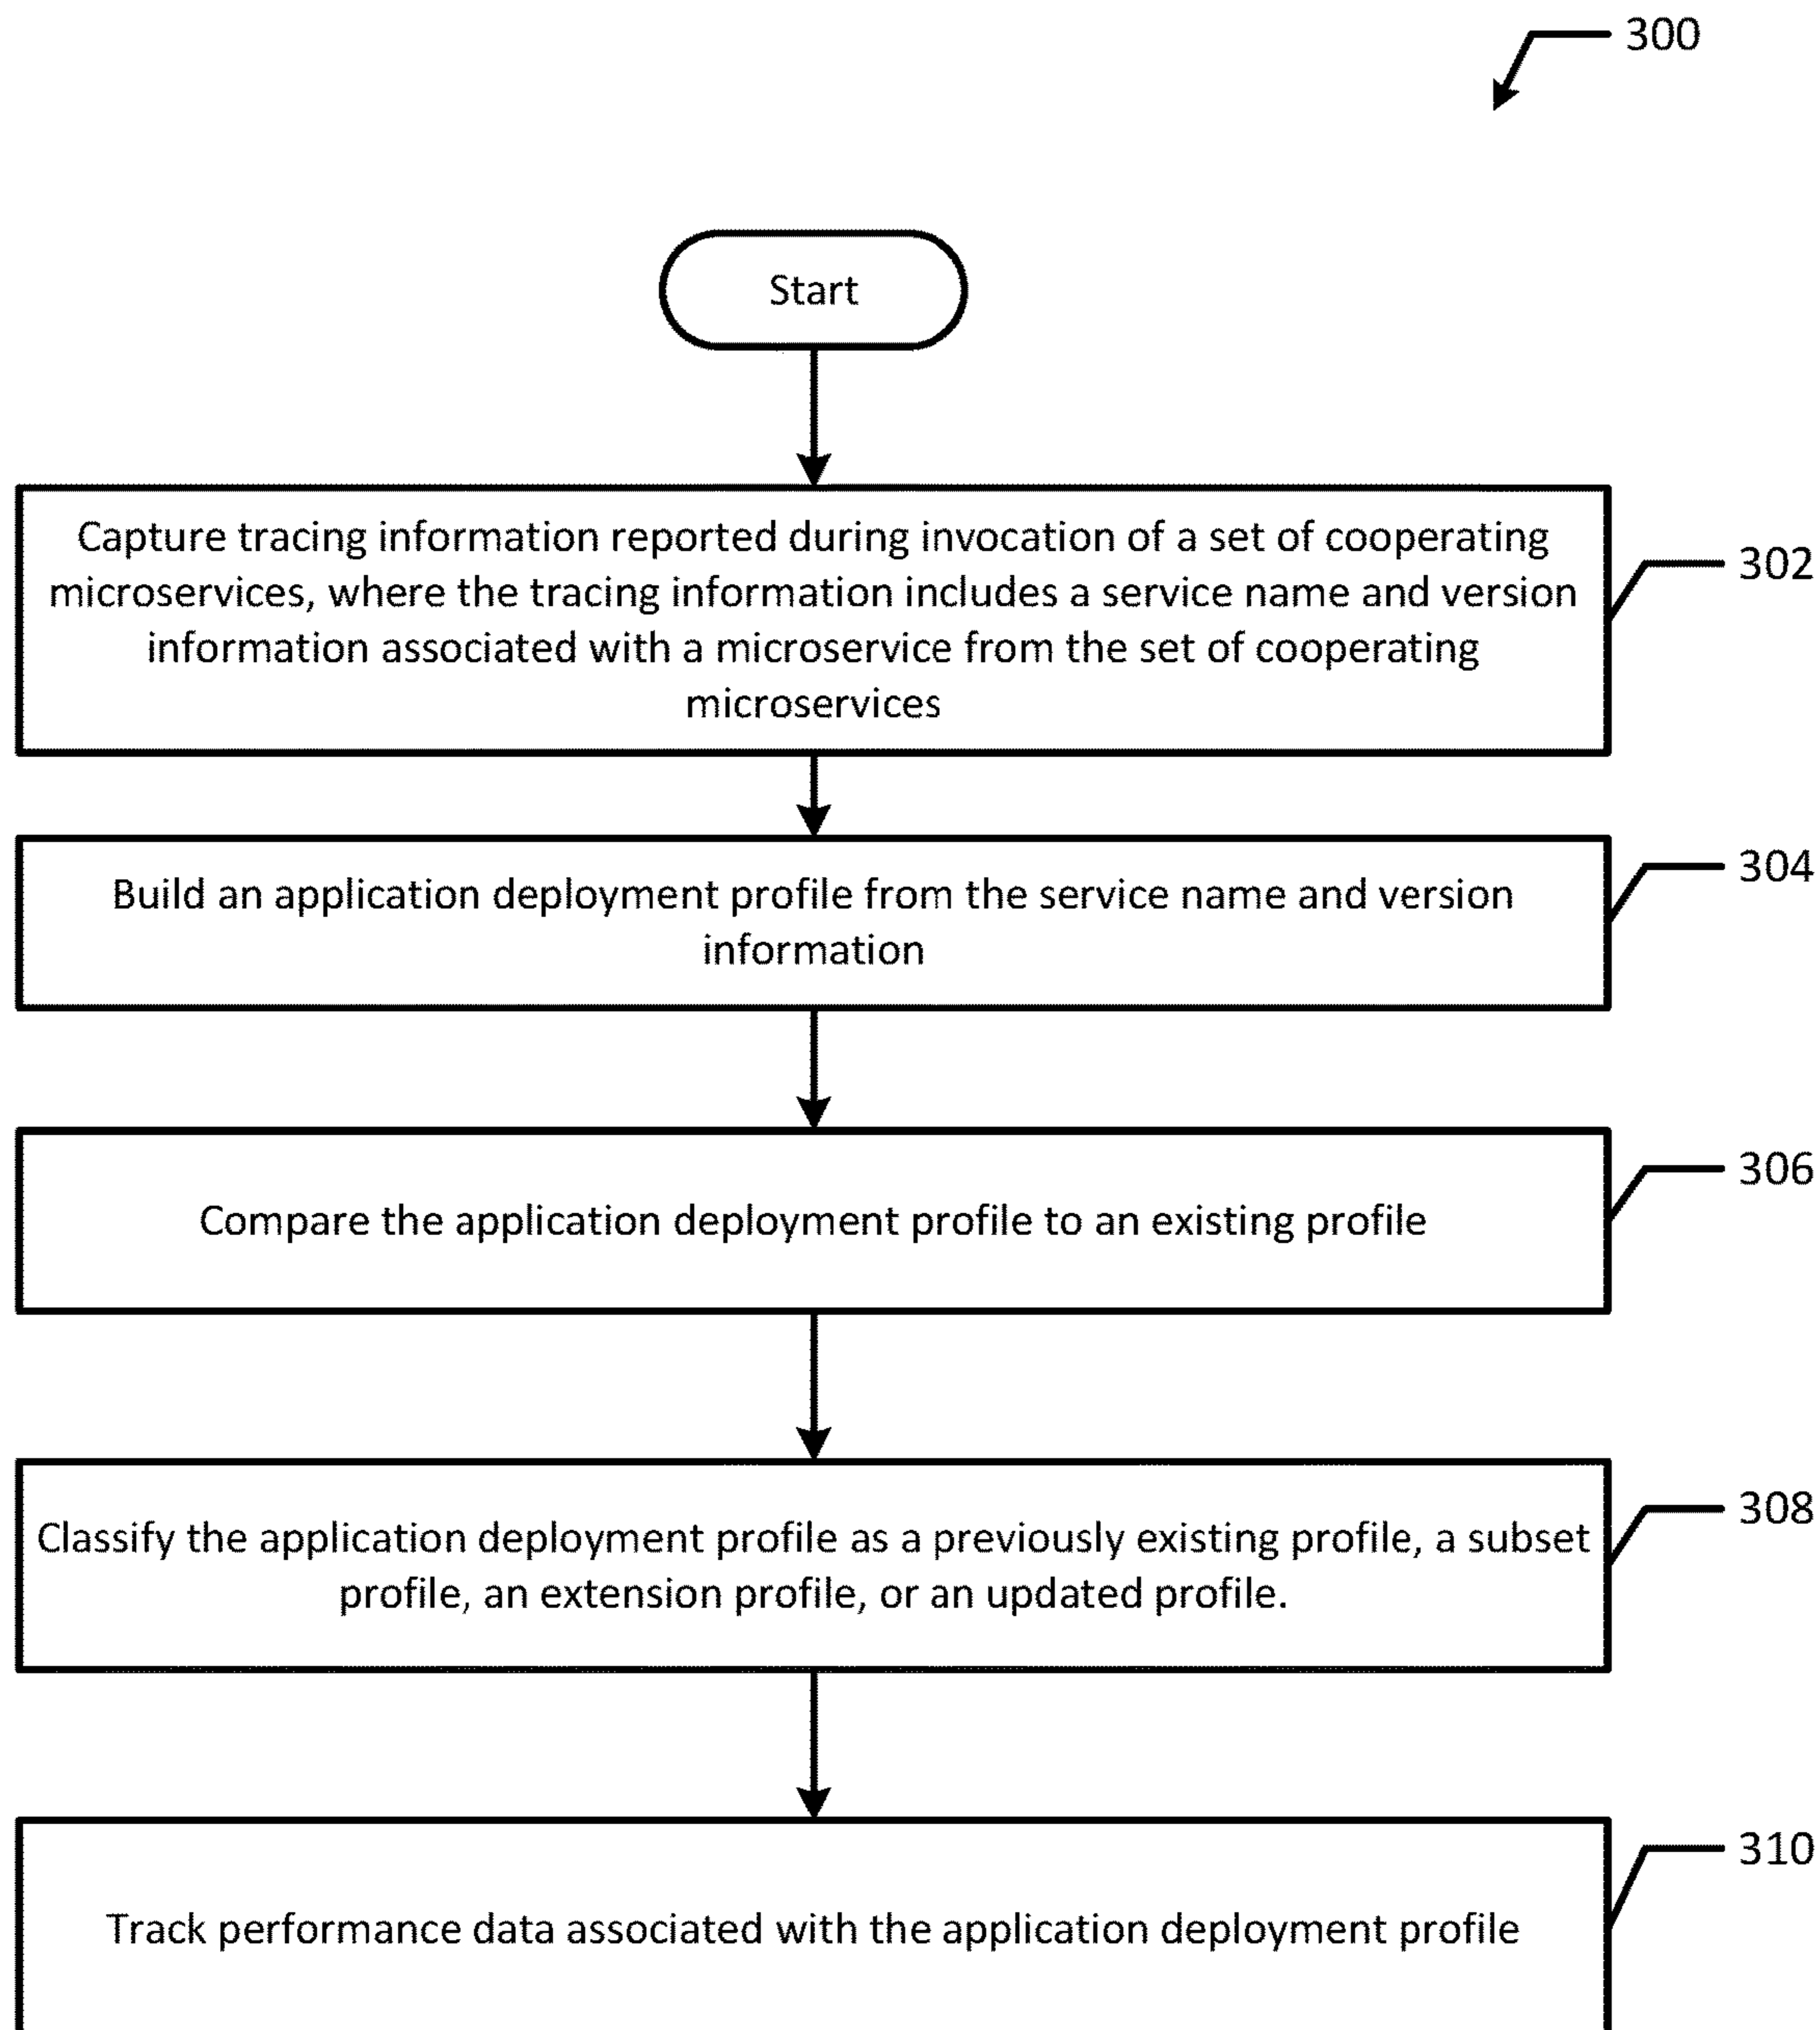 300
Start
Capture tracing information reported during invocation of a set of cooperating
microservices, where the tracing information includes a service name and version
information associated with a microservice from the set of cooperating
microservices
302
Build an application deployment profile from the service name and version
information
304
Compare the application deployment profile to an existing profile
306
Classify the application deployment profile as a previously existing profile, a subset
profile, an extension profile, or an updated profile.
308
Track performance data associated with the application deployment profile
310